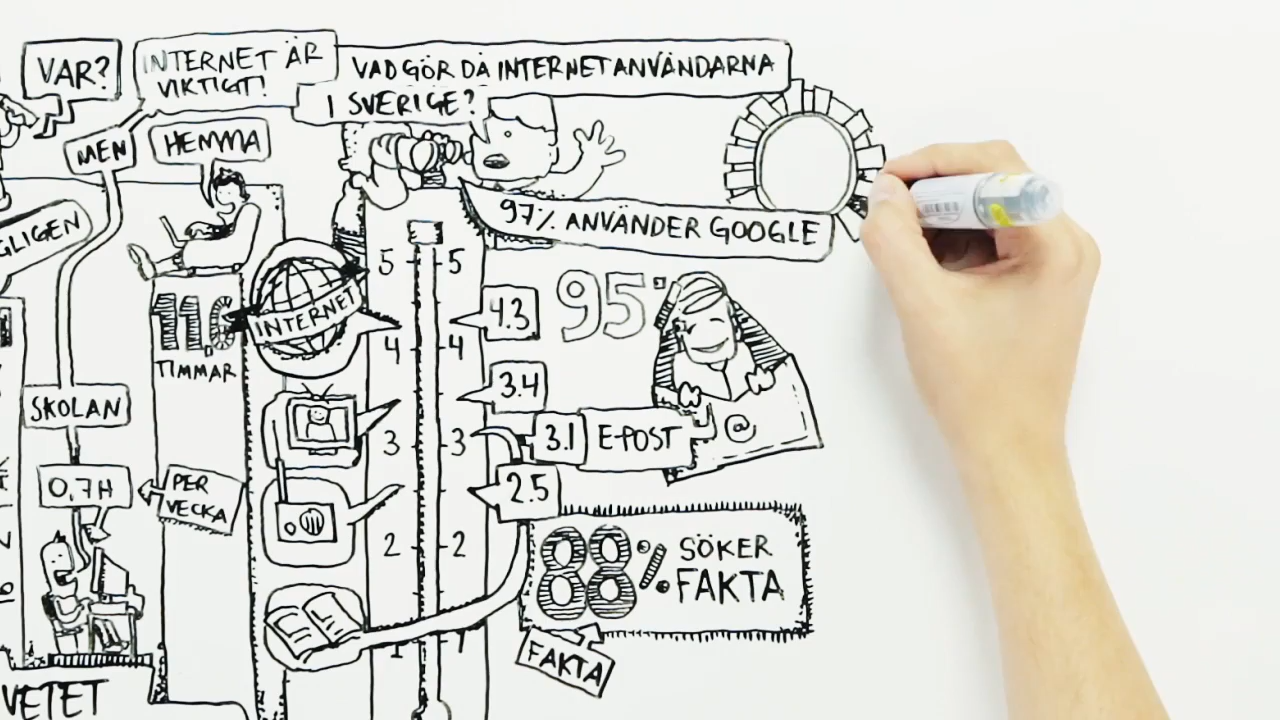 VAR?
INTERNET ÄR
VIKTIGT!
VAD GÖR DÅ INTERNETANVÄNDARNA
I SVERIGE?
MEN
HEMMA
GLIGEN
97% ANVÄNDER GOOGLE
5 5
INTERNET
4.3
95%
TIMMAR
4 4
3.4
SKOLAN
3 3
3.1 E-POST
@
0,7H
PER
VECKA
2.5
2 2
88% SÖKER
FAKTA
1 1
FAKTA
VETET